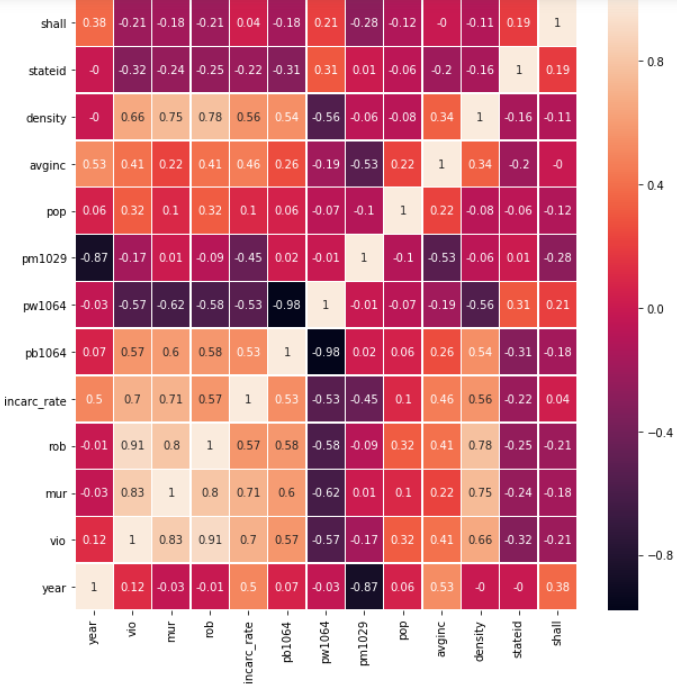 shall 0.38 -0.21 -0.18 -0.21 0.04 -0.18 0.21 -0.28 -0.12 -0 -0.11 0.19 1
stateid -0 -0.32 -0.24 -0.25 -0.22 -0.31 0.31 0.01 -0.06 -0.2 -0.16 1 0.19
density -0 0.66 0.75 0.78 0.56 0.54 -0.56 -0.06 -0.08 0.34 1 -0.16 -0.11
avginc 0.53 0.41 0.22 0.41 0.46 0.26 -0.19 -0.53 0.22 1 0.34 -0.2 -0
pop 0.06 0.32 0.1 0.32 0.1 0.06 -0.07 -0.1 1 0.22 -0.08 -0.06 -0.12
pm1029 -0.87 -0.17 0.01 -0.09 -0.45 0.02 -0.01 1 -0.1 -0.53 -0.06 0.01 -0.28
pw1064 -0.03 -0.57 -0.62 -0.58 -0.53 -0.98 1 -0.01 -0.07 -0.19 -0.56 0.31 0.21
pb1064 0.07 0.57 0.6 0.58 0.53 1 -0.98 0.02 0.06 0.26 0.54 -0.31 -0.18
incarc_rate 0.5 0.7 0.71 0.57 1 0.53 -0.53 -0.45 0.1 0.46 0.56 -0.22 0.04
rob -0.01 0.91 0.8 1 0.57 0.58 -0.58 -0.09 0.32 0.41 0.78 -0.25 -0.21
mur -0.03 0.83 1 0.8 0.71 0.6 -0.62 0.01 0.1 0.22 0.75 -0.24 -0.18
vio 0.12 1 0.83 0.91 0.7 0.57 -0.57 -0.17 0.32 0.41 0.66 -0.32 -0.21
year 1 0.12 -0.03 -0.01 0.5 0.07 -0.03 -0.87 0.06 0.53 -0 -0 0.38
year vio mur rob incarc_rate pb1064 pw1064 pm1029 pop avginc density stateid shall
0.8
0.4
0.0
-0.4
-0.8